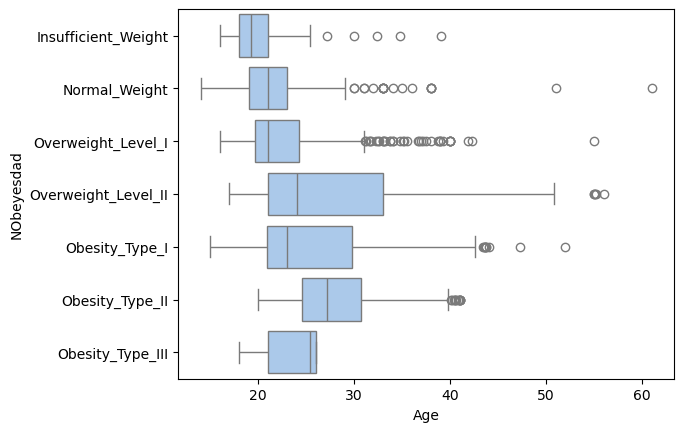 Insufficient_Weight
Normal_Weight
Overweight_Level_I
Overweight_Level_II
Obesity_Type_I
Obesity_Type_II
Obesity_Type_III
NObeyesdad
20 30 40 50 60
Age